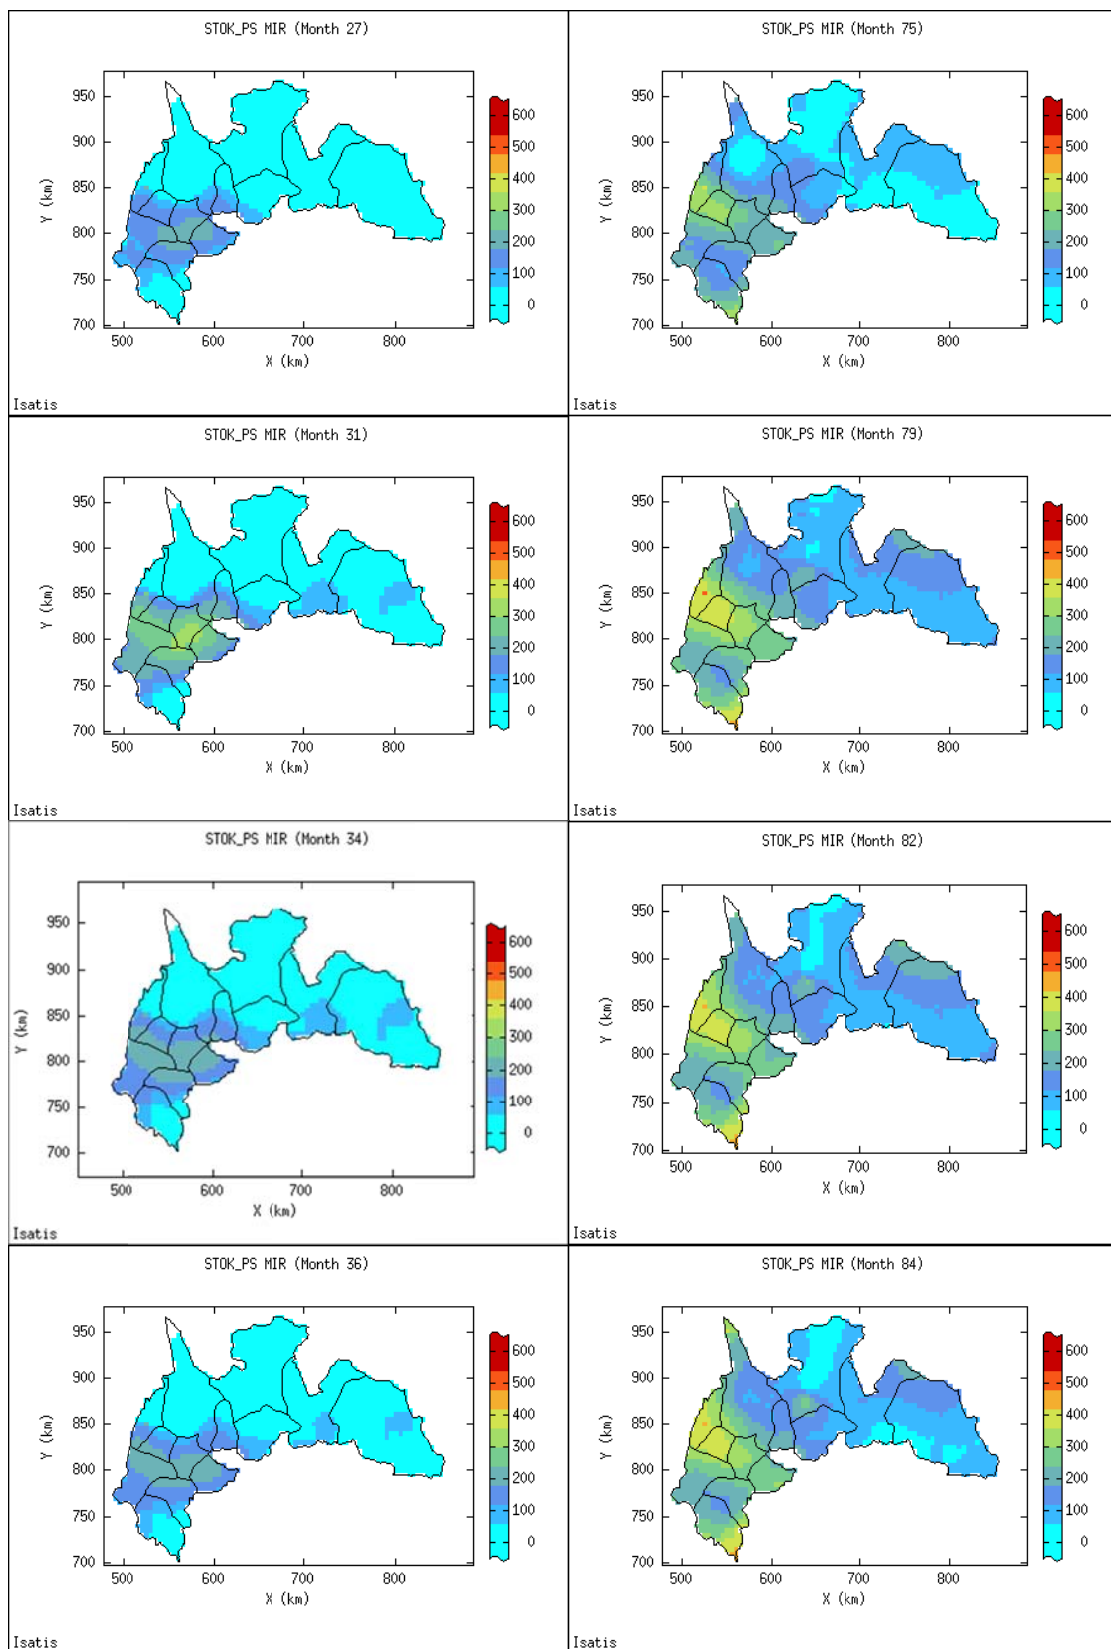 STOK_PS MIR (Month 27)
Y (km)
950
900
850
800
750
700
500 600 700 800
X (km)
600
500
400
300
200
100
0
Isatis
STOK_PS MIR (Month 75)
Y (km)
950
900
850
800
750
700
500 600 700 800
X (km)
600
500
400
300
200
100
0
Isatis
STOK_PS MIR (Month 31)
Y (km)
950
900
850
800
750
700
500 600 700 800
X (km)
600
500
400
300
200
100
0
Isatis
STOK_PS MIR (Month 79)
Y (km)
950
900
850
800
750
700
500 600 700 800
X (km)
600
500
400
300
200
100
0
Isatis
STOK_PS MIR (Month 34)
Y (km)
950
900
850
800
750
700
500 600 700 800
X (km)
600
500
400
300
200
100
0
Isatis
STOK_PS MIR (Month 82)
Y (km)
950
900
850
800
750
700
500 600 700 800
X (km)
600
500
400
300
200
100
0
Isatis
STOK_PS MIR (Month 36)
Y (km)
950
900
850
800
750
700
500 600 700 800
X (km)
600
500
400
300
200
100
0
Isatis
STOK_PS MIR (Month 84)
Y (km)
950
900
850
800
750
700
500 600 700 800
X (km)
600
500
400
300
200
100
0
Isatis